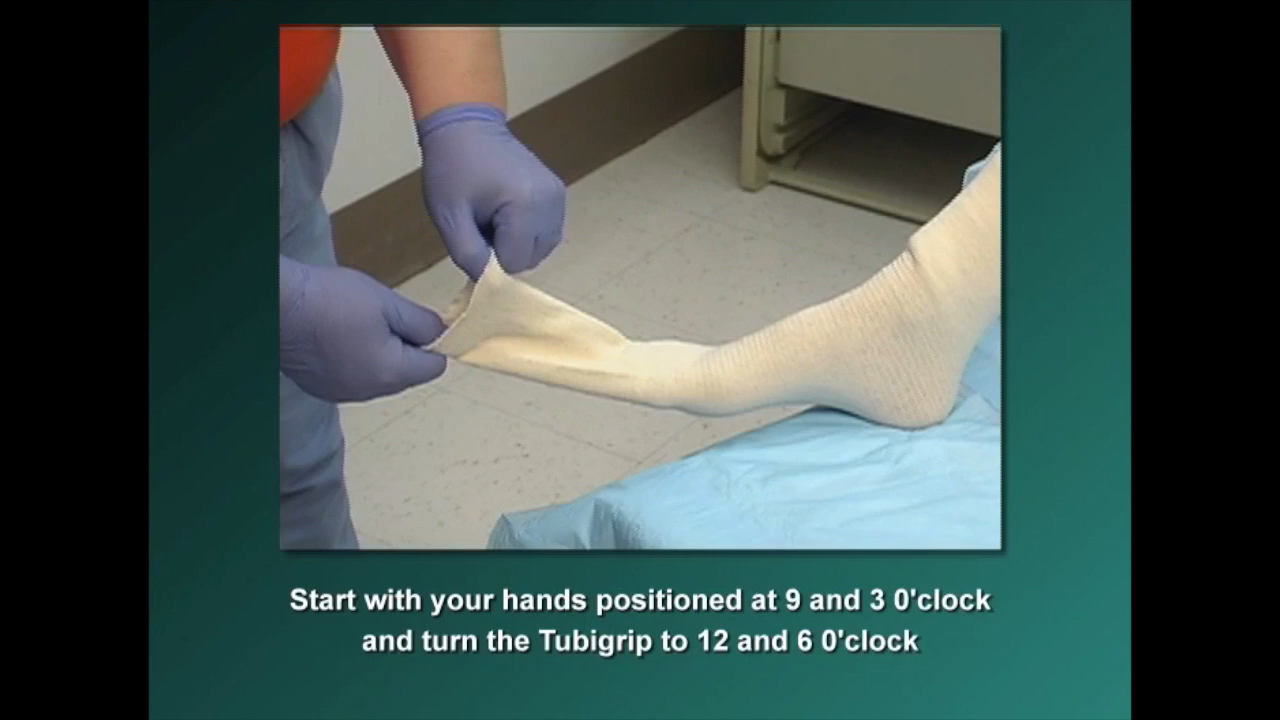 Start with your hands positioned at 9 and 3 0'clock
and turn the Tubigrip to 12 and 6 0'clock